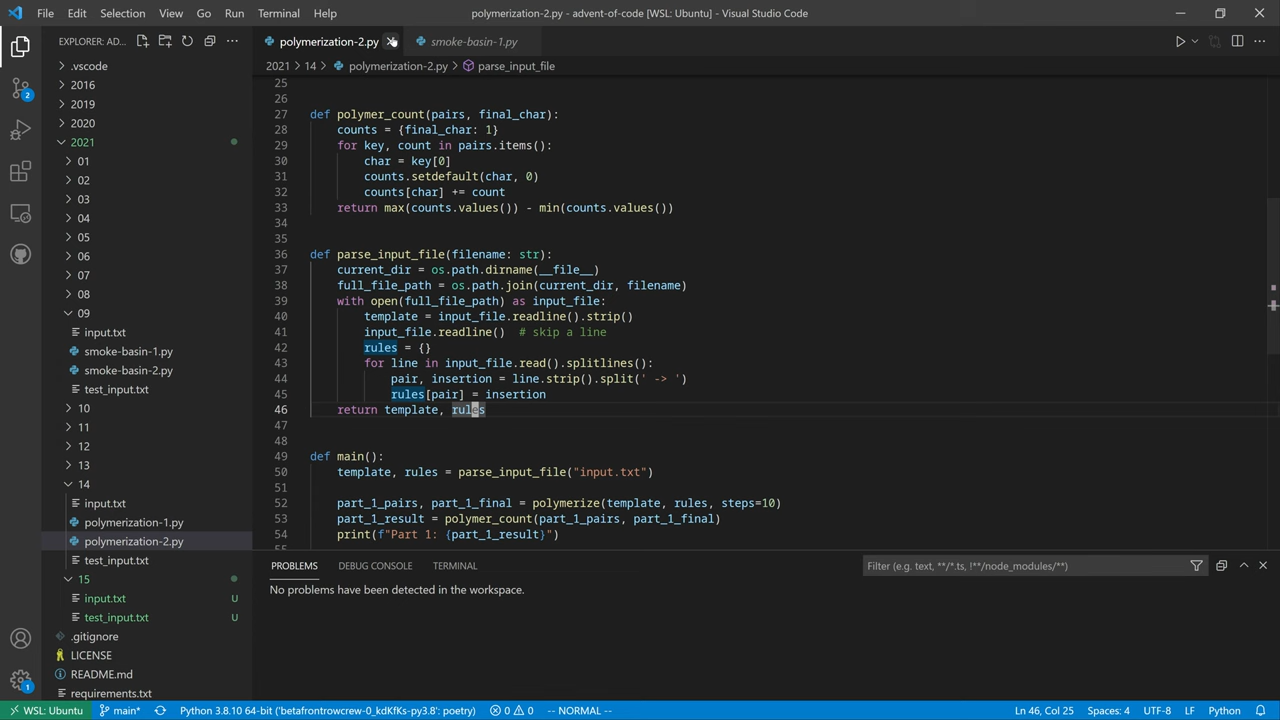 File Edit Selection View Go Run Terminal Help polymerization-2.py - advent-of-code [WSL: Ubuntu] - Visual Studio Code
EXPLORER: AD...
polymerization-2.py smoke-basin-1.py
2021 > 14 > polymerization-2.py > parse_input_file
.vscode
2016
2019
2020
2021
01
02
03
04
05
06
07
08
09
input.txt
smoke-basin-1.py
smoke-basin-2.py
test_input.txt
10
11
12
13
14
input.txt
polymerization-1.py
polymerization-2.py
test_input.txt
15
input.txt U
test_input.txt U
.gitignore
LICENSE
README.md
requirements.txt
2
1
25
26
27 def polymer_count(pairs, final_char):
28 counts = {final_char: 1}
29 for key, count in pairs.items():
30 char = key[0]
31 counts.setdefault(char, 0)
32 counts[char] += count
33 return max(counts.values()) - min(counts.values())
34
35
36 def parse_input_file(filename: str):
37 current_dir = os.path.dirname(__file__)
38 full_file_path = os.path.join(current_dir, filename)
39 with open(full_file_path) as input_file:
40 template = input_file.readline().strip()
41 input_file.readline() # skip a line
42 rules = {}
43 for line in input_file.read().splitlines():
44 pair, insertion = line.strip().split(' -> ')
45 rules[pair] = insertion
46 return template, rules
47
48
49 def main():
50 template, rules = parse_input_file("input.txt")
51
52 part_1_pairs, part_1_final = polymerize(template, rules, steps=10)
53 part_1_result = polymer_count(part_1_pairs, part_1_final)
54 print(f"Part 1: {part_1_result}")
55
PROBLEMS DEBUG CONSOLE TERMINAL Filter (e.g. text, **/*.ts, !**/node_modules/**)
No problems have been detected in the workspace.
WSL: Ubuntu main* Python 3.8.10 64-bit ('betafrontrowcrew-0_kdKfKs-py3.8': poetry) 0 0 -- NORMAL -- Ln 46, Col 25 Spaces: 4 UTF-8 LF Python